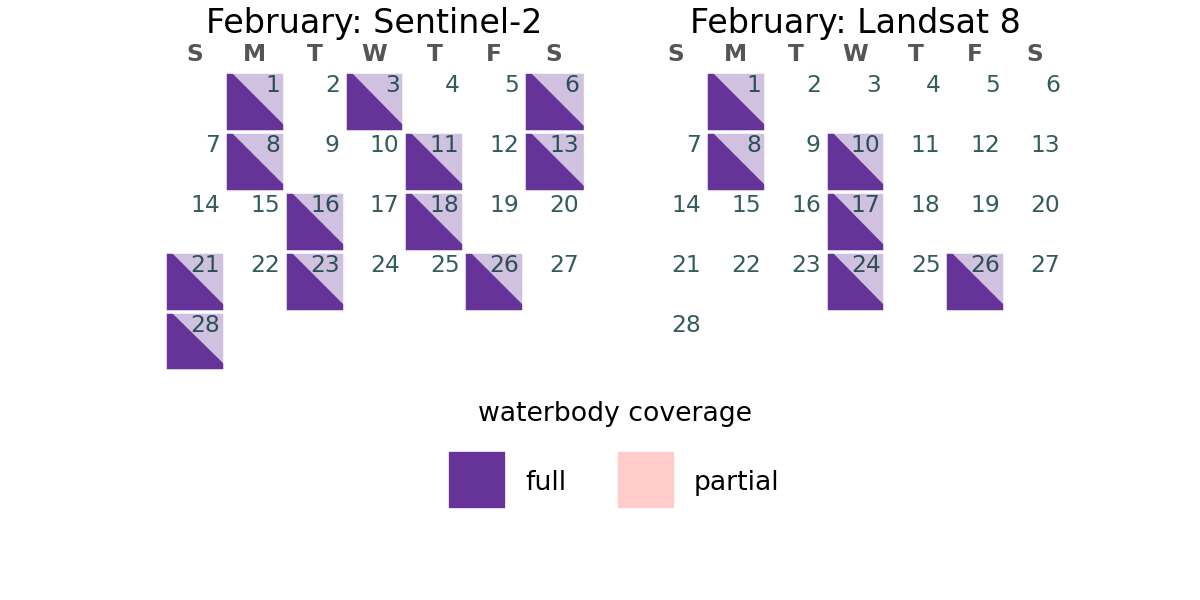 February: Sentinel-2
S M T W T F S
1 2 3 4 5 6
7 8 9 10 11 12 13
14 15 16 17 18 19 20
21 22 23 24 25 26 27
28
February: Landsat 8
S M T W T F S
1 2 3 4 5 6
7 8 9 10 11 12 13
14 15 16 17 18 19 20
21 22 23 24 25 26 27
28
waterbody coverage
full partial